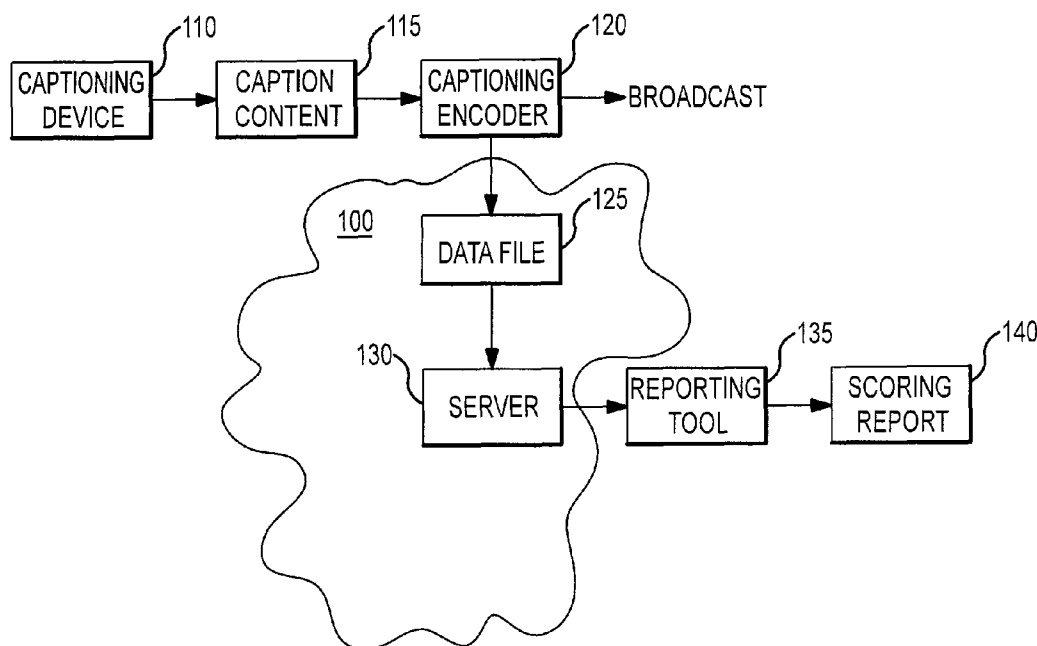 110
115
120
CAPTIONING
DEVICE
CAPTION
CONTENT
CAPTIONING
ENCODER
BROADCAST
100
125
DATA FILE
130
135
140
SERVER
REPORTING
TOOL
SCORING
REPORT